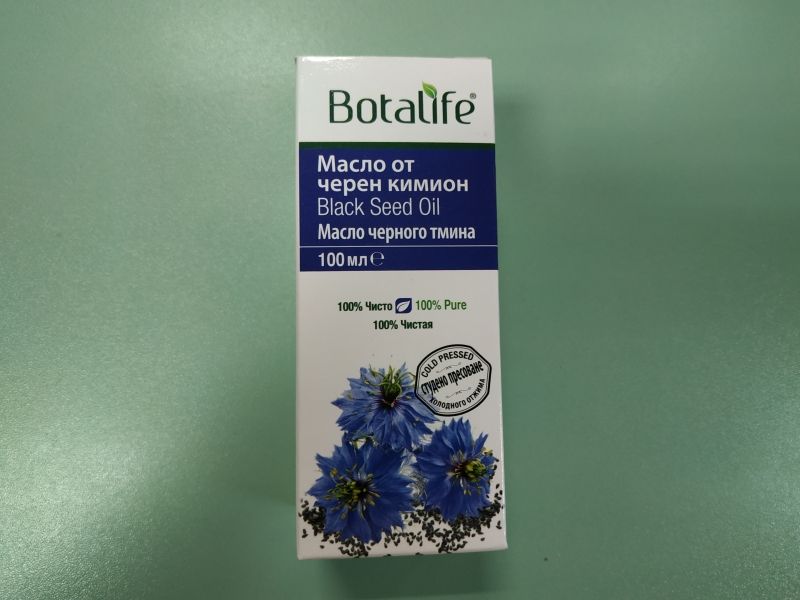 Botalife®
Масло от
черен кимион
Black Seed Oil
Масло черного тмина
100 мл ℮
100% Чисто 100% Pure
100% Чистая
COLD PRESSED
студено пресоване
холодного отжима